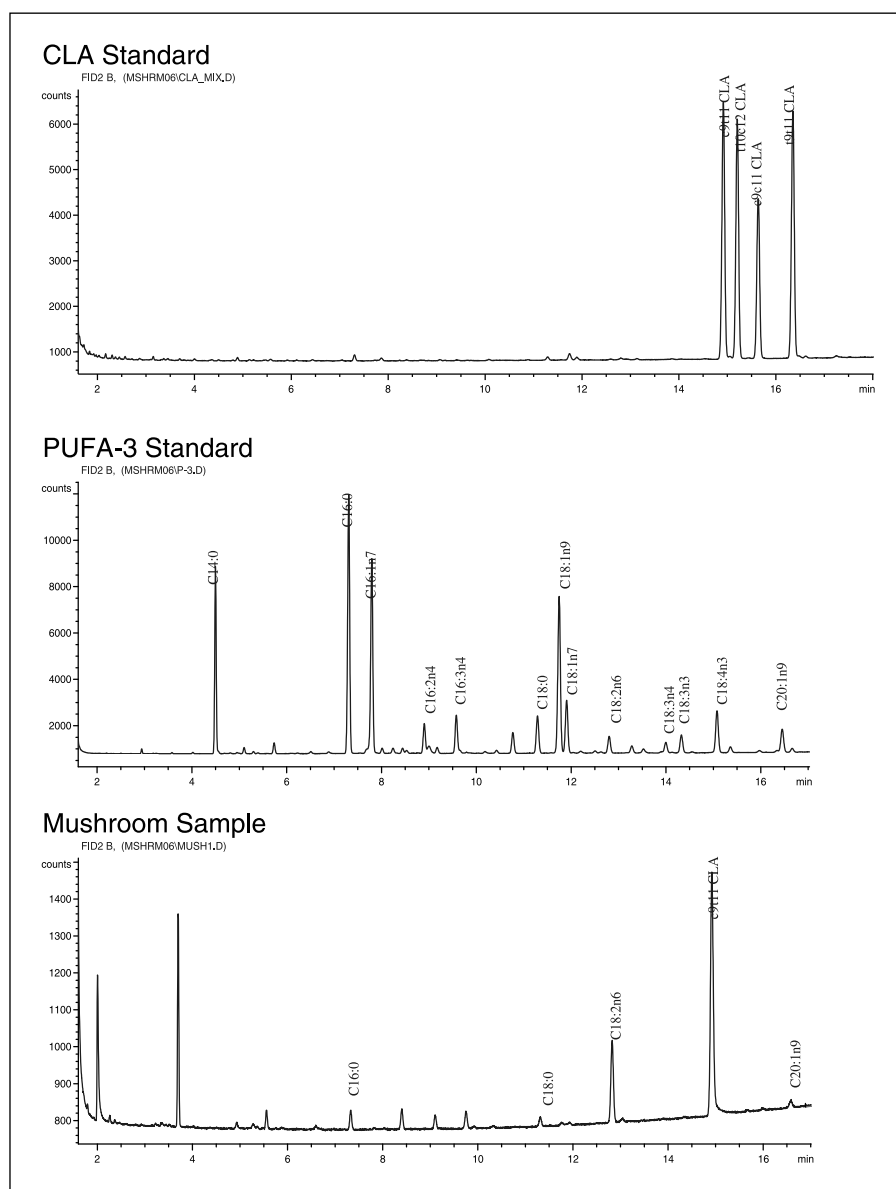 CLA Standard
FID2 B, (MSHRM06\CLA_MIX.D)
counts
6000
5000
4000
3000
2000
1000
c9t11 CLA
t10c12 CLA
c9c11 CLA
t9t11 CLA
2 4 6 8 10 12 14 16 min
PUFA-3 Standard
FID2 B, (MSHRM06\P-3.D)
counts
10000
8000
6000
4000
2000
C14:0
C16:0
C16:1n7
C16:2n4
C16:3n4
C18:0
C18:1n9
C18:1n7
C18:2n6
C18:3n4
C18:3n3
C18:4n3
C20:1n9
2 4 6 8 10 12 14 16 min
Mushroom Sample
FID2 B, (MSHRM06\MUSH1.D)
counts
1400
1300
1200
1100
1000
900
800
C16:0
C18:0
C18:2n6
c9t11 CLA
C20:1n9
2 4 6 8 10 12 14 16 min